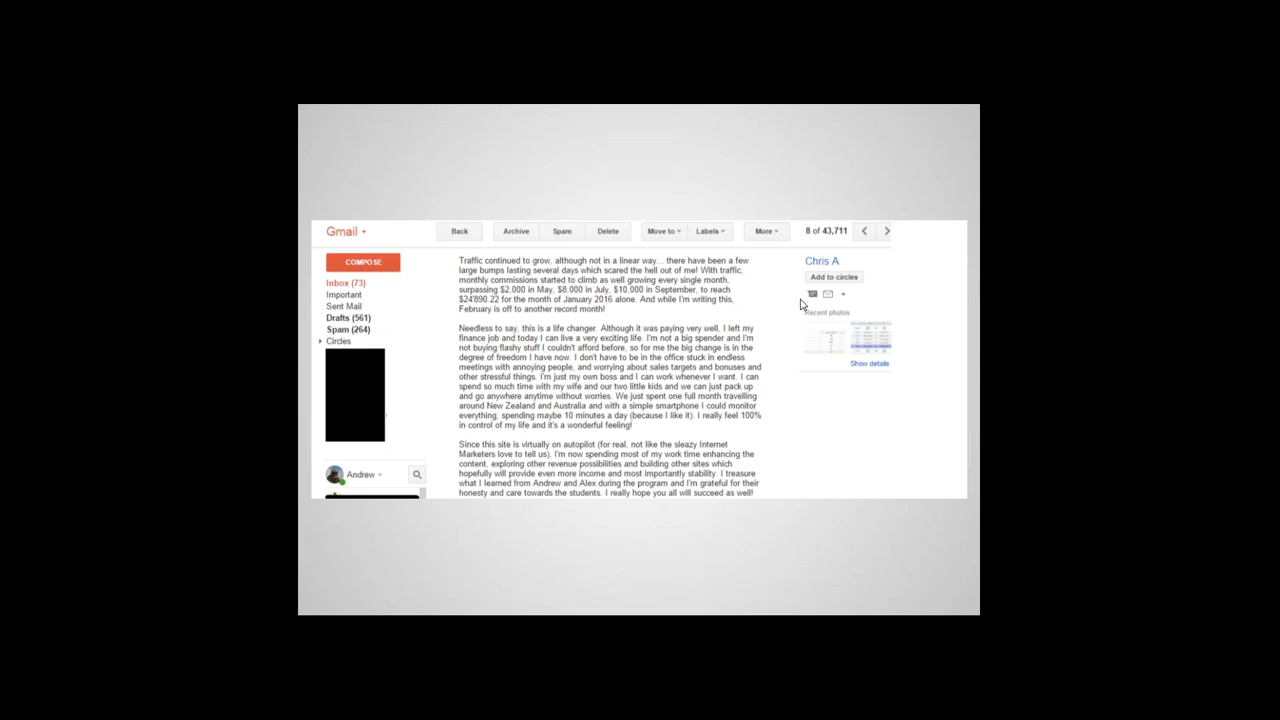 Gmail
Back
Archive
Spam
Delete
Move to
Labels
More
8 of 43,711
COMPOSE
Inbox (73)
Important
Sent Mail
Drafts (561)
Spam (264)
Circles
Andrew
Traffic continued to grow, although not in a linear way... there have been a few
large bumps lasting several days which scared the hell out of me! With traffic,
monthly commissions started to climb as well growing every single month,
surpassing $2,000 in May, $8,000 in July, $10,000 in September, to reach
$24'890.22 for the month of January 2016 alone. And while I'm writing this,
February is off to another record month!
Needless to say, this is a life changer. Although it was paying very well, I left my
finance job and today I can live a very exciting life. I'm not a big spender and I'm
not buying flashy stuff I couldn't afford before, so for me the big change is in the
degree of freedom I have now. I don't have to be in the office stuck in endless
meetings with annoying people, and worrying about sales targets and bonuses and
other stressful things. I'm just my own boss and I can work whenever I want. I can
spend so much time with my wife and our two little kids and we can just pack up
and go anywhere anytime without worries. We just spent one full month travelling
around New Zealand and Australia and with a simple smartphone I could monitor
everything, spending maybe 10 minutes a day (because I like it). I really feel 100%
in control of my life and it's a wonderful feeling!
Since this site is virtually on autopilot (for real, not like the sleazy Internet
Marketers love to tell us), I'm now spending most of my work time enhancing the
content, exploring other revenue possibilities and building other sites which
hopefully will provide even more income and most importantly stability. I treasure
what I learned from Andrew and Alex during the program and I'm grateful for their
honesty and care towards the students. I really hope you all will succeed as well!
Chris A
Add to circles
Recent photos
Show details